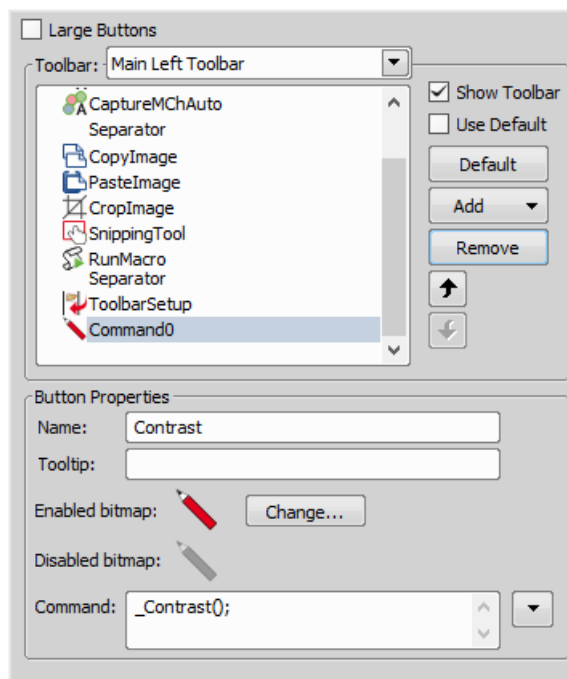 Large Buttons
Toolbar: Main Left Toolbar
CaptureMChAuto
Separator
CopyImage
PasteImage
CropImage
SnippingTool
RunMacro
Separator
ToolbarSetup
Command0
Show Toolbar
Use Default
Default
Add
Remove
Button Properties
Name: Contrast
Tooltip:
Enabled bitmap: Change...
Disabled bitmap:
Command: _Contrast();